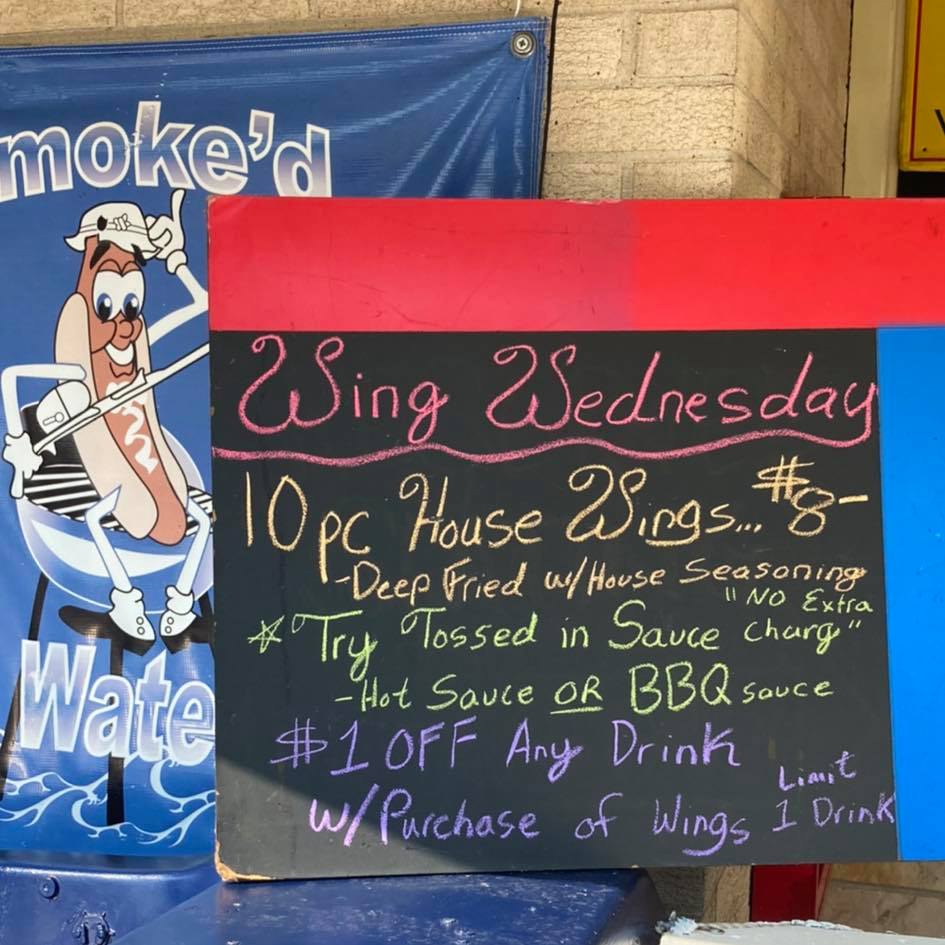 moke'd
Wate
Wing Wednesday
10 pc House Wings... $8-
-Deep Fried w/House Seasoning
*Try Tossed in Sauce "NO Extra
Charg"
-Hot Sauce OR BBQ sauce
$1 OFF Any Drink
w/Purchase of Wings Limit
1 Drink